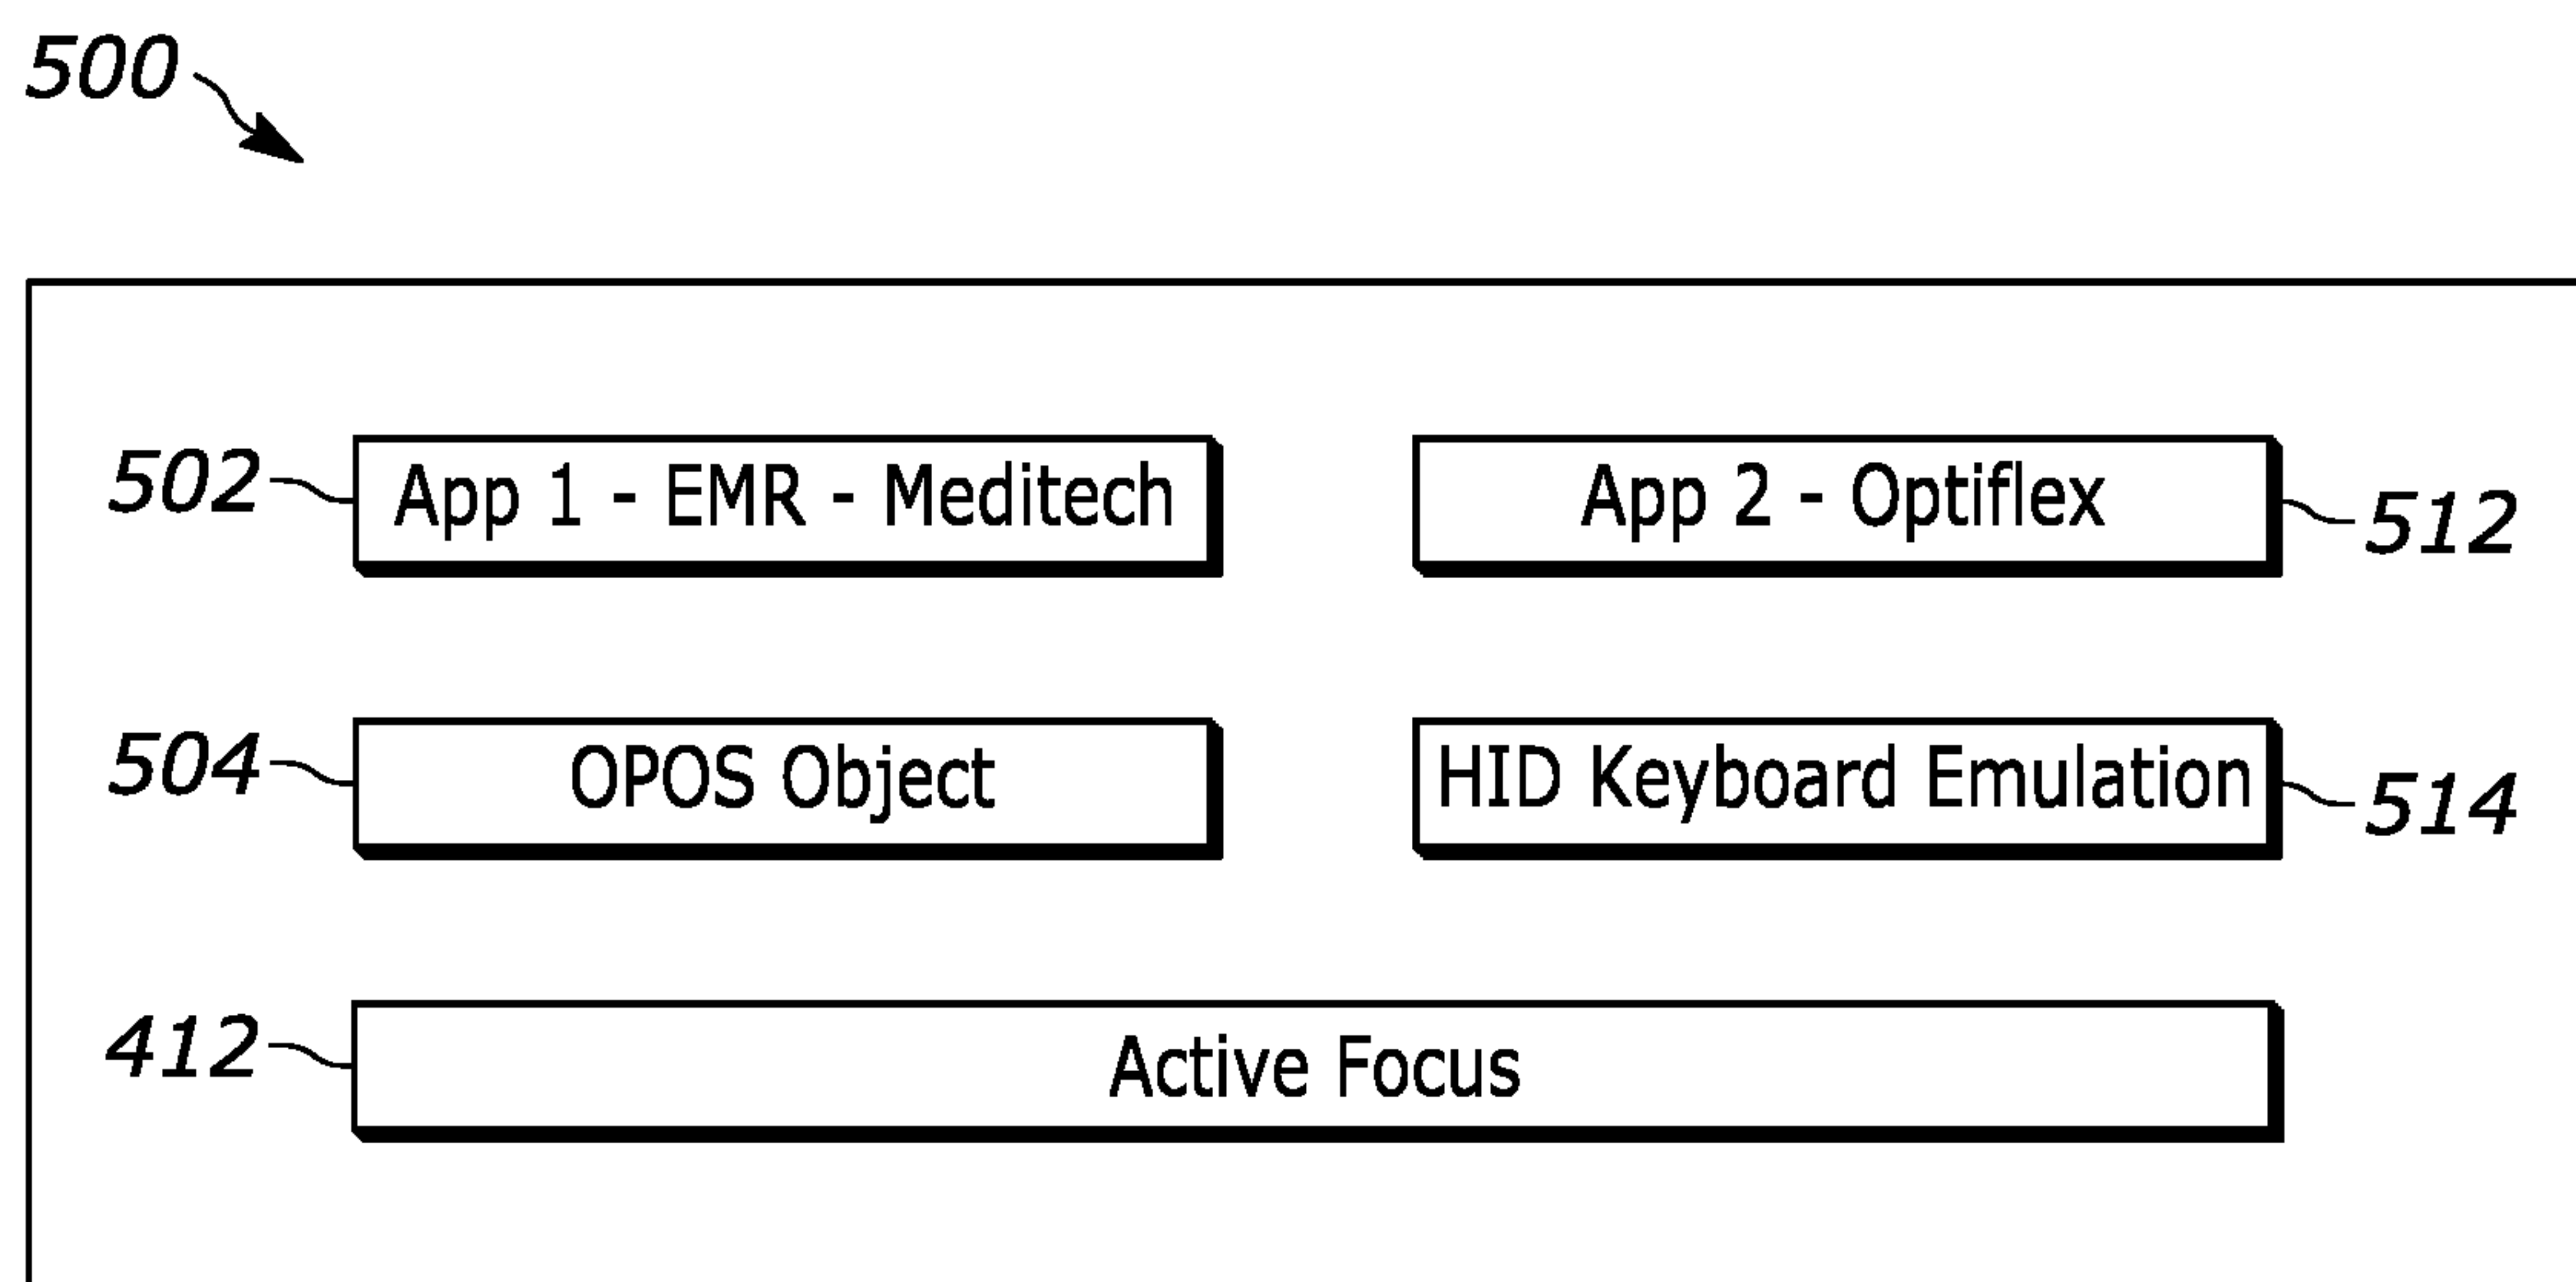 500
502 App 1 - EMR - Meditech App 2 - Optiflex 512
504 OPOS Object HID Keyboard Emulation 514
412 Active Focus